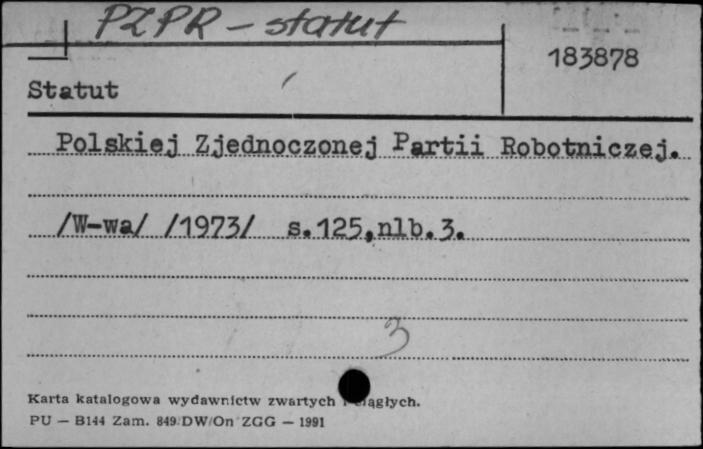 PZPR - statut
183878
Statut
Polskiej Zjednoczonej Partii Robotniczej.
/W-wa/ /1973/ s.125,nlb.3.
3
Karta katalogowa wydawnictw zwartych i ciągłych.
PU — B144 Zam. 849/DW/On ZGG — 1991